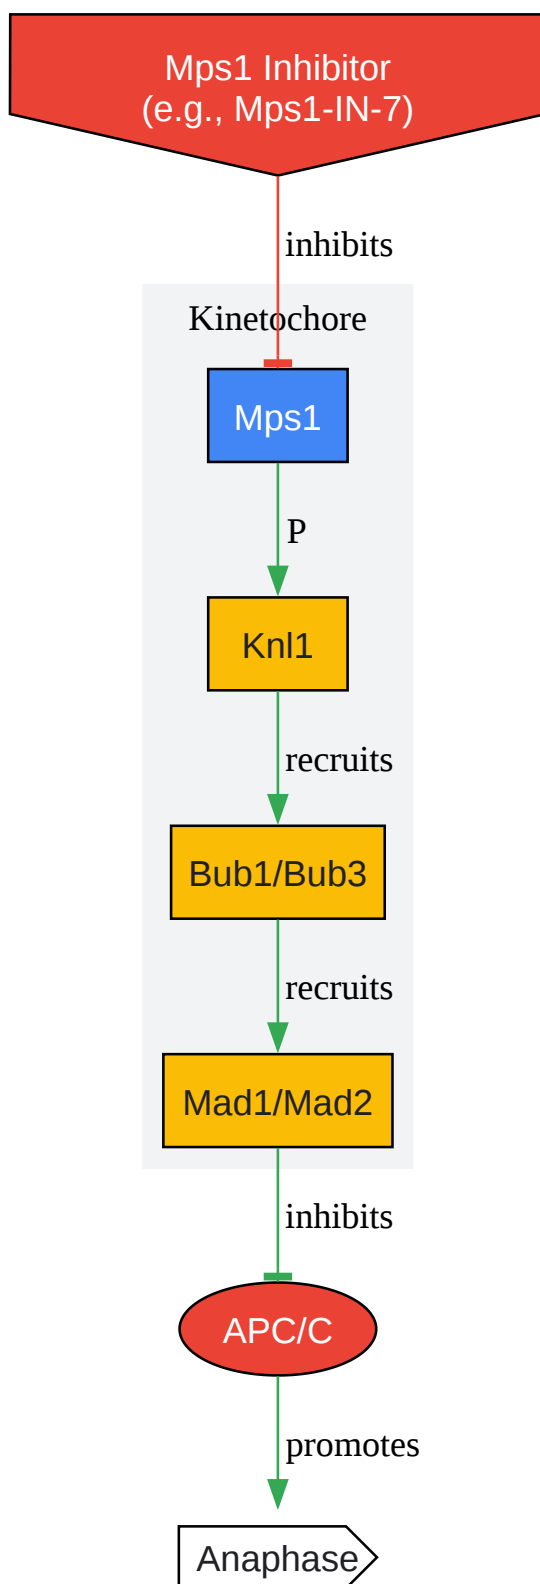 Mps1 Inhibitor
(e.g., Mps1-IN-7)
inhibits
Kinetochore
Mps1
P
Knl1
recruits
Bub1/Bub3
recruits
Mad1/Mad2
inhibits
APC/C
promotes
Anaphase